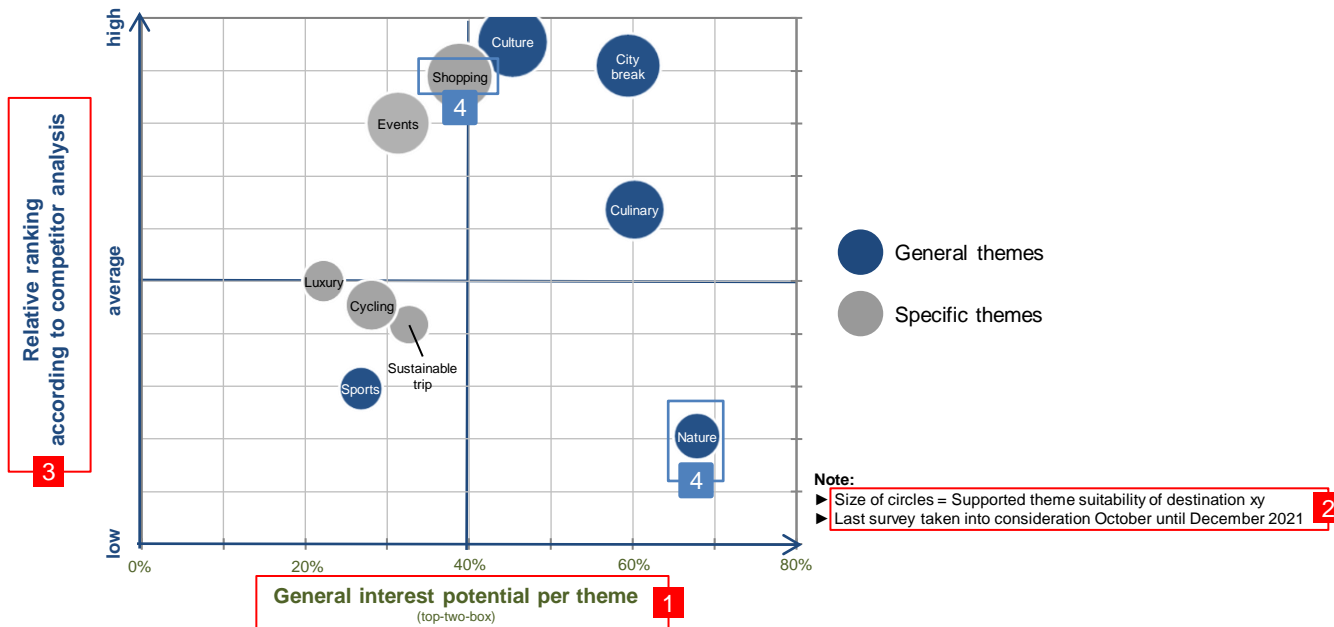 high
average
low
Relative ranking
according to competitor analysis
3
Culture
City
break
Shopping
4
Events
Culinary
Luxury
Cycling
Sustainable
trip
Sports
Nature
4
General themes
Specific themes
Note:
► Size of circles = Supported theme suitability of destination xy
► Last survey taken into consideration October until December 2021
2
0%
20%
40%
60%
80%
General interest potential per theme
(top-two-box)
1